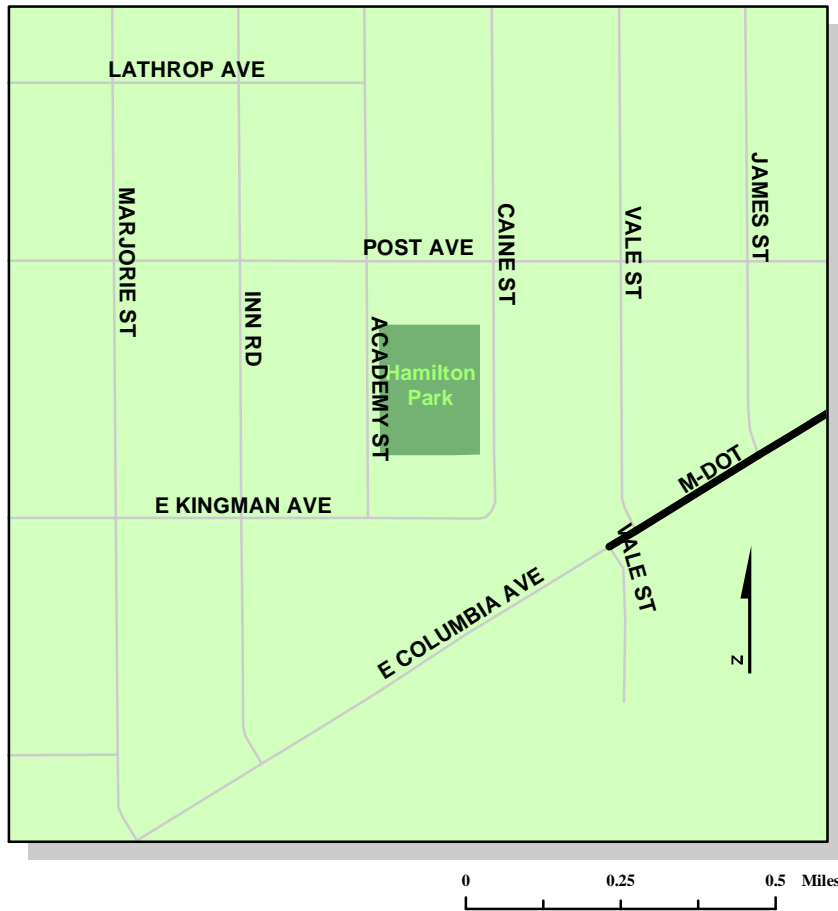 LATHROP AVE
JAMES ST
MARJORIE ST
CAINE ST
VALE ST
POST AVE
INN RD
ACADEMY ST
Hamilton
Park
M-DOT
E KINGMAN AVE
VALE ST
E COLUMBIA AVE
N
0 0.25 0.5 Miles